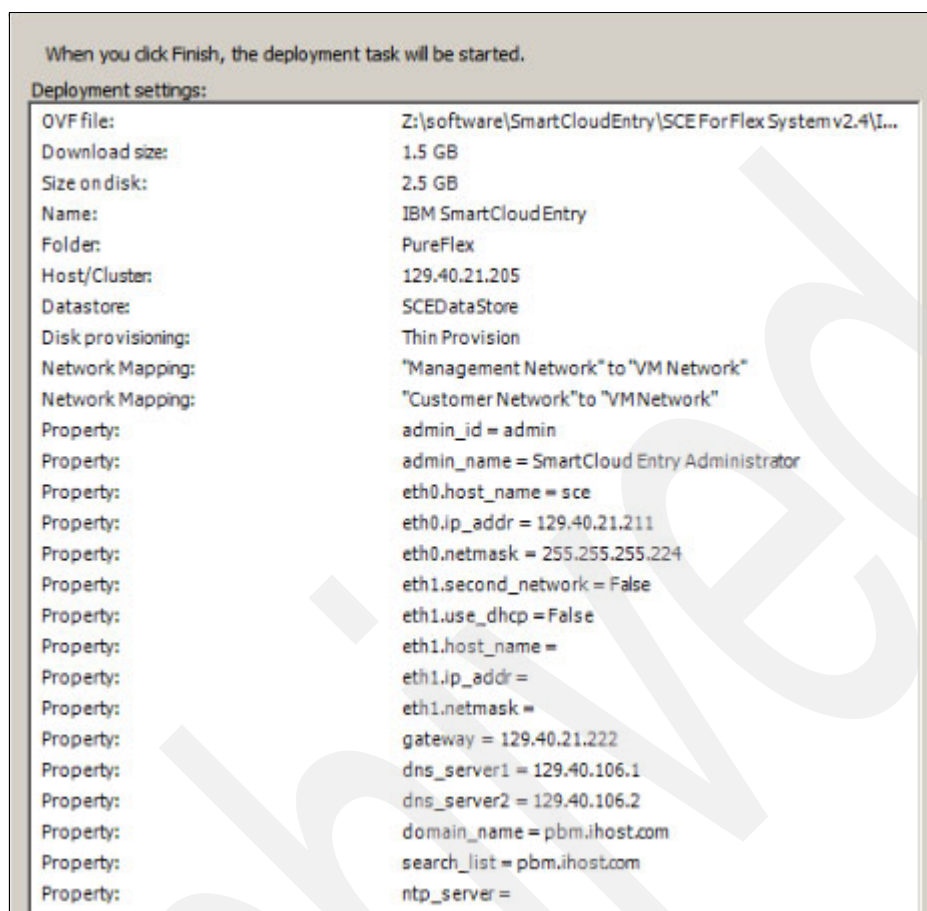 When you click Finish, the deployment task will be started.
Deployment settings:
OVF file: Z:\software\SmartCloudEntry\SCE For Flex System v2.4\I...
Download size: 1.5 GB
Size on disk: 2.5 GB
Name: IBM SmartCloud Entry
Folder: PureFlex
Host/Cluster: 129.40.21.205
Datastore: SCEDataStore
Disk provisioning: Thin Provision
Network Mapping: "Management Network" to "VM Network"
Network Mapping: "Customer Network" to "VM Network"
Property: admin_id = admin
Property: admin_name = SmartCloud Entry Administrator
Property: eth0.host_name = sce
Property: eth0.ip_addr = 129.40.21.211
Property: eth0.netmask = 255.255.255.224
Property: eth1.second_network = False
Property: eth1.use_dhcp = False
Property: eth1.host_name =
Property: eth1.ip_addr =
Property: eth1.netmask =
Property: gateway = 129.40.21.222
Property: dns_server1 = 129.40.106.1
Property: dns_server2 = 129.40.106.2
Property: domain_name = pbm.ihost.com
Property: search_list = pbm.ihost.com
Property: ntp_server =